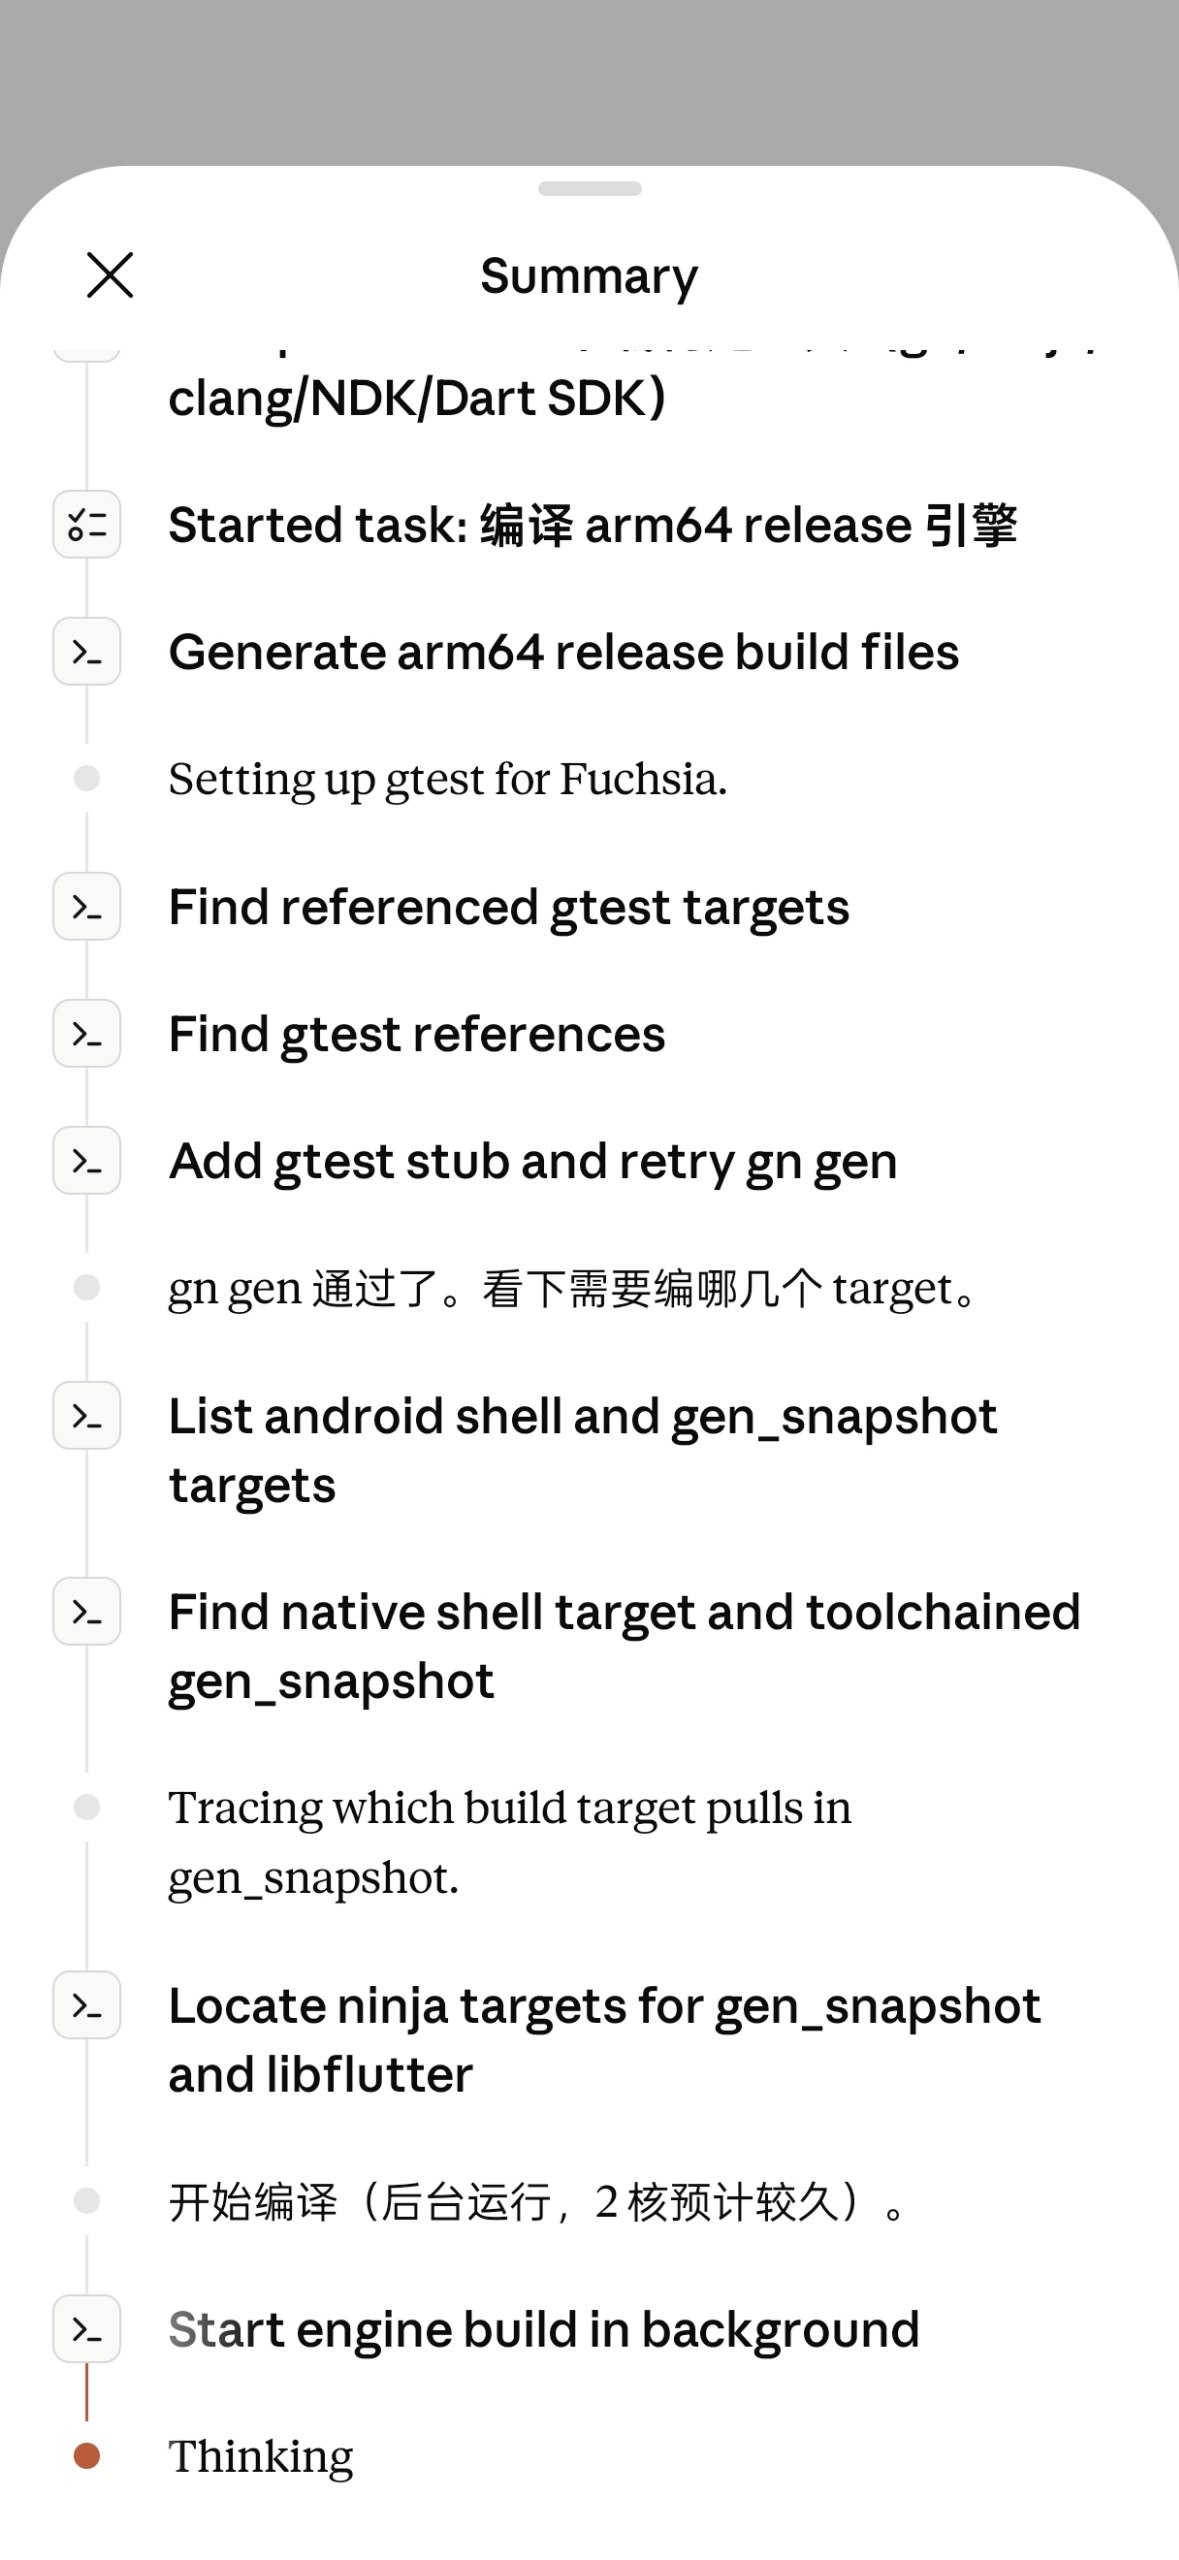 Summary
clang/NDK/Dart SDK)
Started task: 编译 arm64 release 引擎
Generate arm64 release build files
Setting up gtest for Fuchsia.
Find referenced gtest targets
Find gtest references
Add gtest stub and retry gn gen
gn gen 通过了。看下需要编哪几个 target。
List android shell and gen_snapshot
targets
Find native shell target and toolchained
gen_snapshot
Tracing which build target pulls in
gen_snapshot.
Locate ninja targets for gen_snapshot
and libflutter
开始编译（后台运行，2 核预计较久）。
Start engine build in background
Thinking